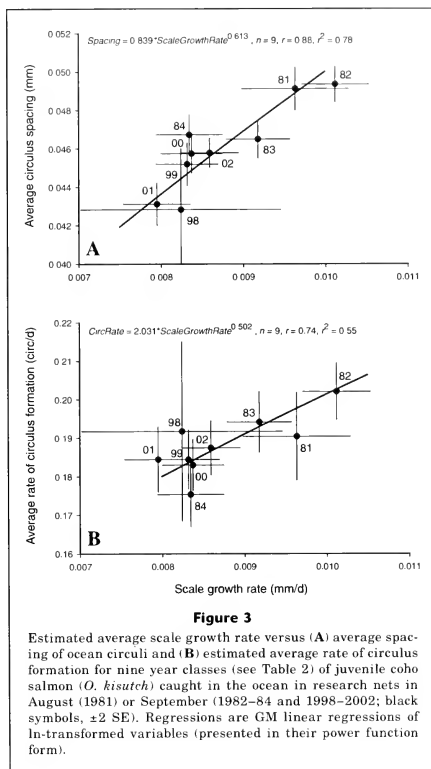 0 052
Spacing = 0 839*ScaleGrowthRate^0 613 , n = 9, r = 0 88, r² = 0 78
0 050
0 048
0 046
0 044
0 042
0 040
Average circulus spacing (mm)
81
82
84
00
83
99
02
01
98
A
0 007
0 008
0 009
0 010
0 011
0.22
CircRate = 2.031*ScaleGrowthRate^0 502 , n = 9, r = 0.74, r² = 0 55
0.21
0.20
0.19
0.18
0.17
0.16
Average rate of circulus formation (circ/d)
82
98
83
01
99
02
81
00
84
B
0.007
0.008
0.009
0.010
0.011
Scale growth rate (mm/d)
Figure 3
Estimated average scale growth rate versus (A) average spac-
ing of ocean circuli and (B) estimated average rate of circulus
formation for nine year classes (see Table 2) of juvenile coho
salmon (O. kisutch) caught in the ocean in research nets in
August (1981) or September (1982–84 and 1998–2002; black
symbols, ±2 SE). Regressions are GM linear regressions of
ln-transformed variables (presented in their power function
form).